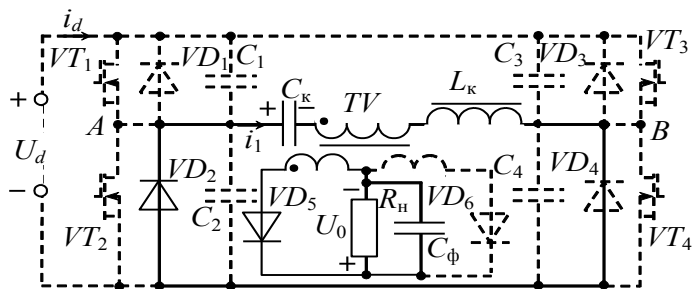 i_d
VT_1 VD_1 C_1 C_3 VD_3 VT_3
C_к TV L_к
+ −
+ A i_1 B
U_d
− VD_2 C_4 VD_4
VD_5 − R_н VD_6
C_2 U_0
VT_2 + C_ф VT_4